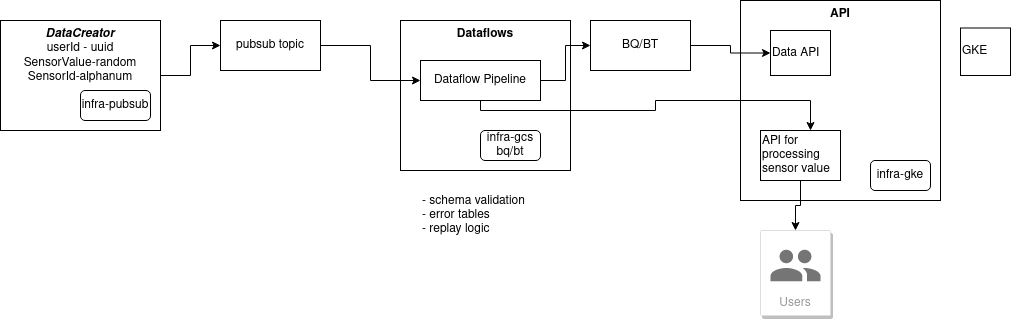 DataCreator
userId - uuid
SensorValue-random
SensorId-alphanum
infra-pubsub
pubsub topic
Dataflows
Dataflow Pipeline
infra-gcs
bq/bt
- schema validation
- error tables
- replay logic
BQ/BT
API
Data API
API for
processing
sensor value
infra-gke
Users
GKE